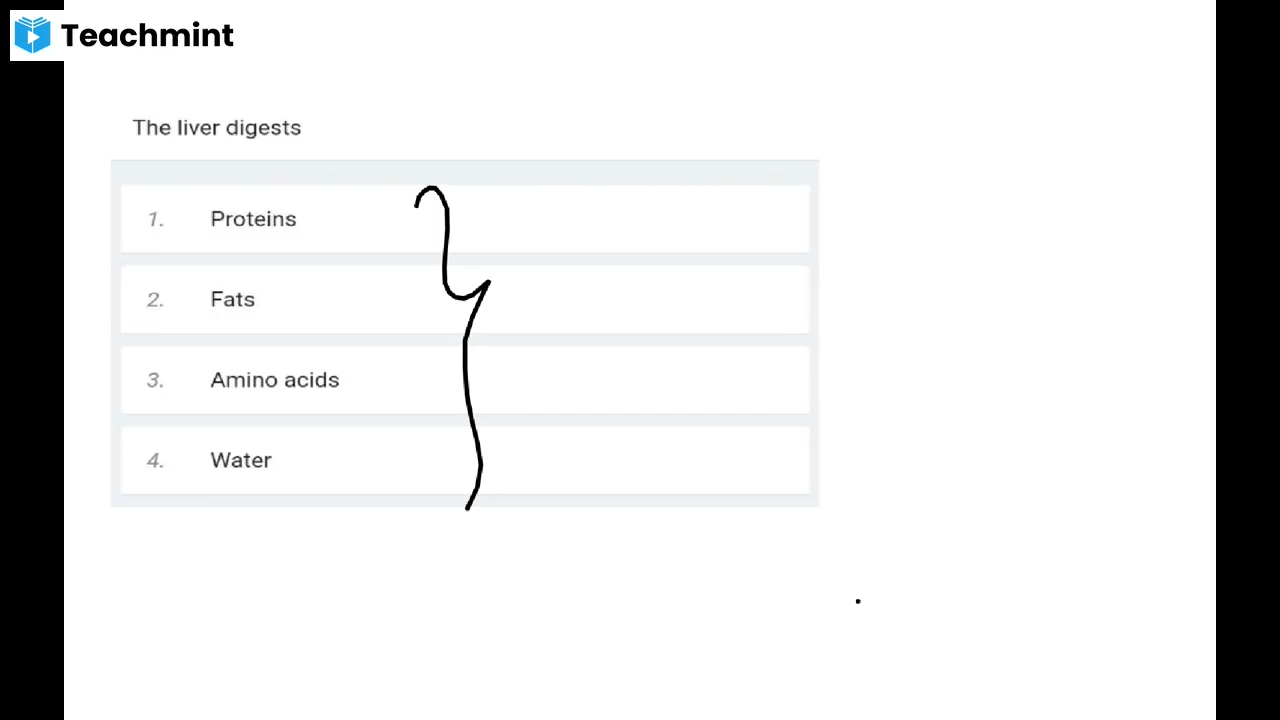 Teachmint
The liver digests
1. Proteins
2. Fats
3. Amino acids
4. Water